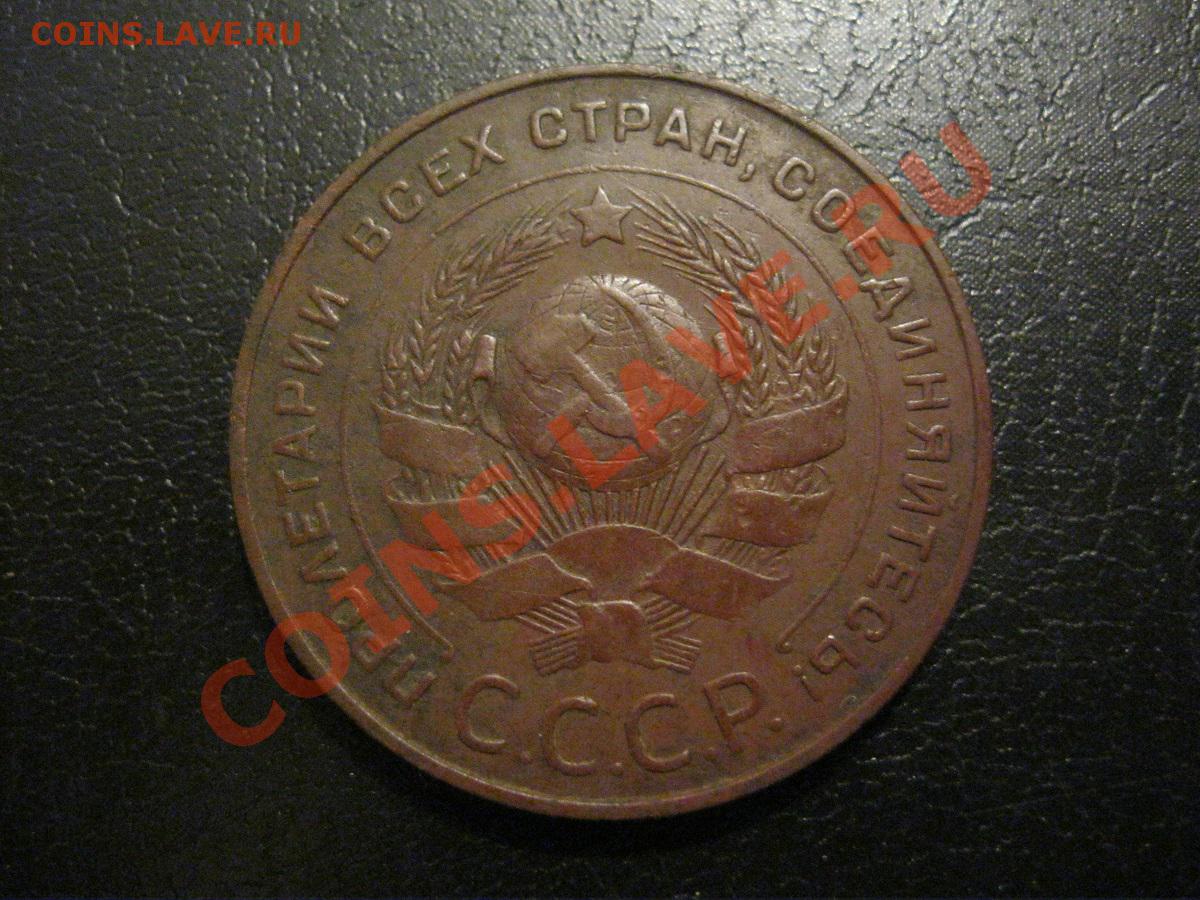 COINS.LAVE.RU
ПРОЛЕТАРИИ ВСЕХ СТРАН, СОЕДИНЯЙТЕСЬ!
С.С.С.Р.
COINS.LAVE.RU